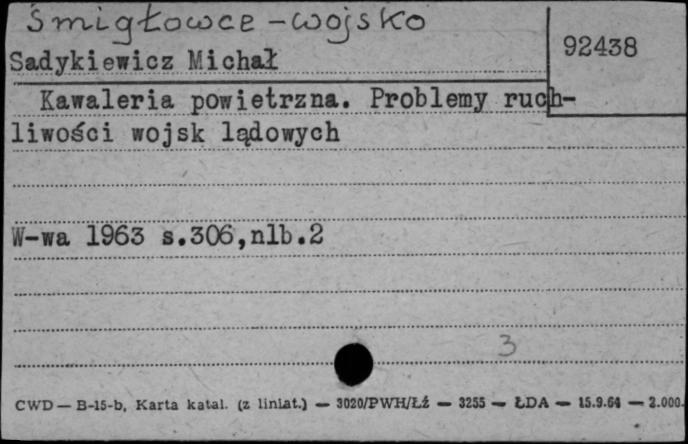 Śmigłowce - wojsko
92438
Sadykiewicz Michał
Kawaleria powietrzna. Problemy ruch-
liwości wojsk lądowych
W-wa 1963 s.306,nlb.2
3
CWD — B-15-b, Karta katal. (z liniat.) — 3020/PWH/Łź — 3255 — ŁDA — 15.9.64 — 2.000.